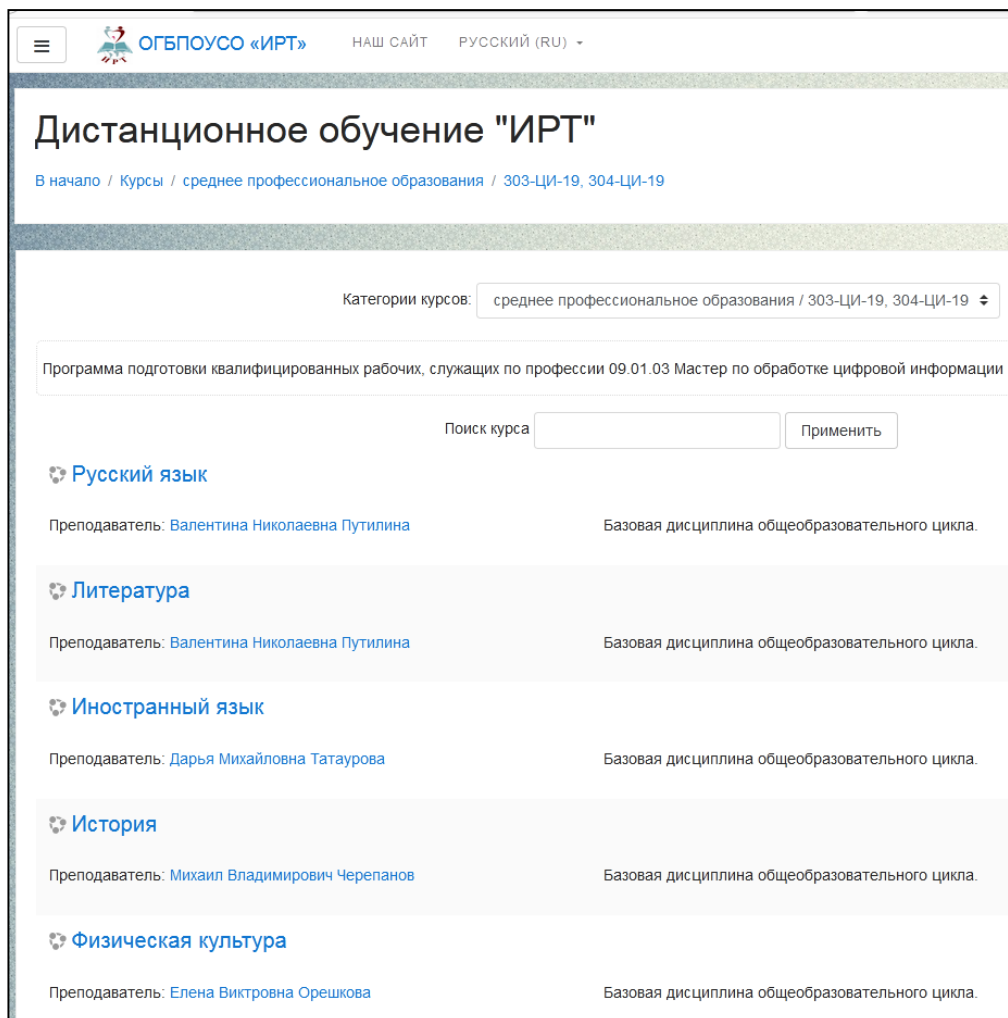 ОГБПОУСО «ИРТ» НАШ САЙТ РУССКИЙ (RU)
ИРТ
Дистанционное обучение "ИРТ"
В начало / Курсы / среднее профессиональное образования / 303-ЦИ-19, 304-ЦИ-19
Категории курсов: среднее профессиональное образования / 303-ЦИ-19, 304-ЦИ-19
Программа подготовки квалифицированных рабочих, служащих по профессии 09.01.03 Мастер по обработке цифровой информации
Поиск курса Применить
Русский язык
Преподаватель: Валентина Николаевна Путилина Базовая дисциплина общеобразовательного цикла.
Литература
Преподаватель: Валентина Николаевна Путилина Базовая дисциплина общеобразовательного цикла.
Иностранный язык
Преподаватель: Дарья Михайловна Татаурова Базовая дисциплина общеобразовательного цикла.
История
Преподаватель: Михаил Владимирович Черепанов Базовая дисциплина общеобразовательного цикла.
Физическая культура
Преподаватель: Елена Виктровна Орешкова Базовая дисциплина общеобразовательного цикла.